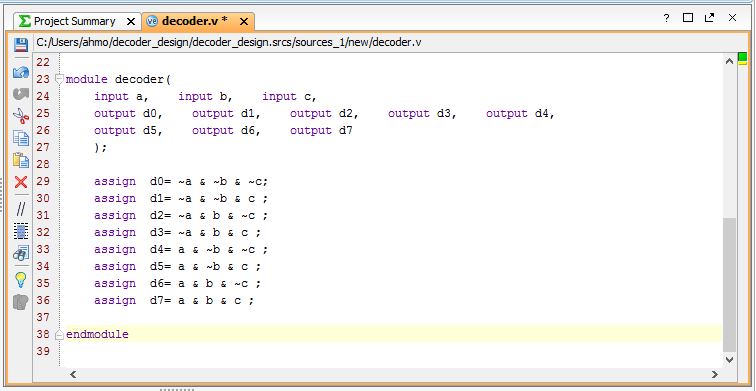 Project Summary × decoder.v * ×
C:/Users/ahmo/decoder_design/decoder_design.srcs/sources_1/new/decoder.v
22
23 module decoder(
24     input a,    input b,    input c,
25     output d0,    output d1,    output d2,    output d3,    output d4,
26     output d5,    output d6,    output d7
27     );
28
29     assign  d0= ~a & ~b & ~c;
30     assign  d1= ~a & ~b & c ;
31     assign  d2= ~a & b & ~c ;
32     assign  d3= ~a & b & c ;
33     assign  d4= a & ~b & ~c ;
34     assign  d5= a & ~b & c ;
35     assign  d6= a & b & ~c ;
36     assign  d7= a & b & c ;
37
38 endmodule
39